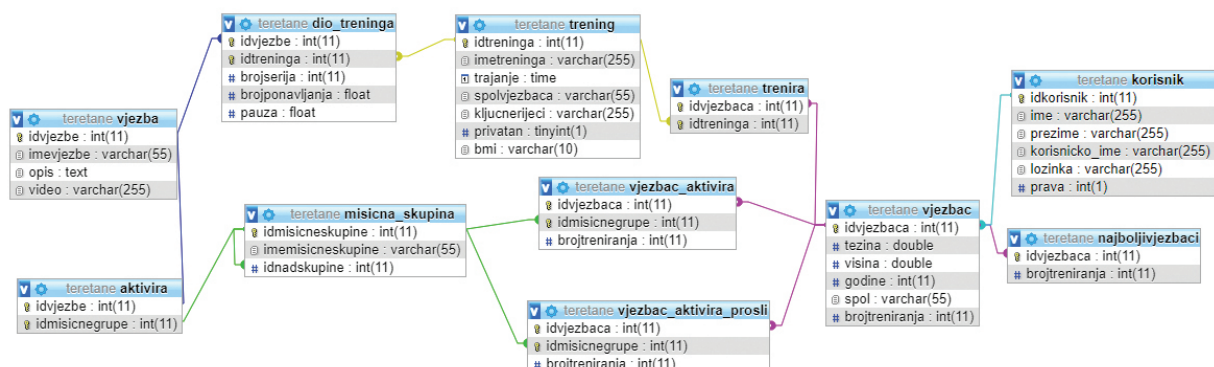 teretane dio_treninga
idvjezbe : int(11)
idtreninga : int(11)
brojserija : int(11)
brojponavljanja : float
pauza : float
teretane trening
idtreninga : int(11)
imetreninga : varchar(255)
trajanje : time
spolvjezbaca : varchar(55)
kljucnerijeci : varchar(255)
privatan : tinyint(1)
bmi : varchar(10)
teretane trenira
idvjezbaca : int(11)
idtreninga : int(11)
teretane korisnik
idkorisnik : int(11)
ime : varchar(255)
prezime : varchar(255)
korisnicko_ime : varchar(255)
lozinka : varchar(255)
prava : int(1)
teretane vjezba
idvjezbe : int(11)
imevjezbe : varchar(55)
opis : text
video : varchar(255)
teretane misicna_skupina
idmisicneskupine : int(11)
imemisicneskupine : varchar(55)
idnadskupine : int(11)
teretane vjezbac_aktivira
idvjezbaca : int(11)
idmisicnegrupe : int(11)
brojtreniranja : int(11)
teretane vjezbac
idvjezbaca : int(11)
tezina : double
visina : double
godine : int(11)
spol : varchar(55)
brojtreniranja : int(11)
teretane najboljivjezbaci
idvjezbaca : int(11)
brojtreniranja : int(11)
teretane aktivira
idvjezbe : int(11)
idmisicnegrupe : int(11)
teretane vjezbac_aktivira_prosli
idvjezbaca : int(11)
idmisicnegrupe : int(11)
brojtreniranja : int(11)